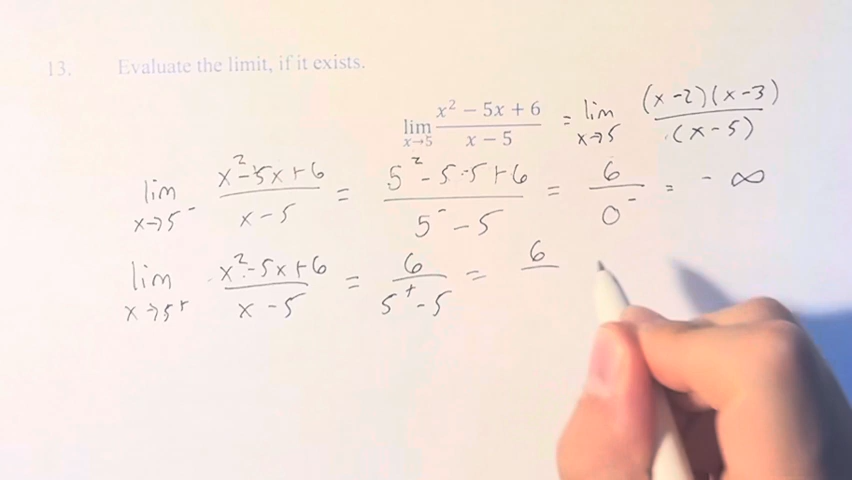 13. Evaluate the limit, if it exists.
lim x→5 (x² − 5x + 6)/(x − 5) = lim x→5 ((x−2)(x−3))/((x−5))
lim x→5⁻ (x²−5x+6)/(x−5) = (5²−5·5+6)/(5⁻−5) = 6/0⁻ = −∞
lim x→5⁺ (x²−5x+6)/(x−5) = 6/(5⁺−5) = 6/